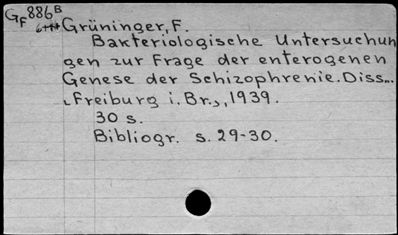 GF 886B Grüninger, F.
Bakteriologische Untersuchun
gen zur Frage der enterogenen
Genese der Schizophrenie. Diss...
Freiburg i. Br., 1939.
30 s.
Bibliogr. s. 29-30.